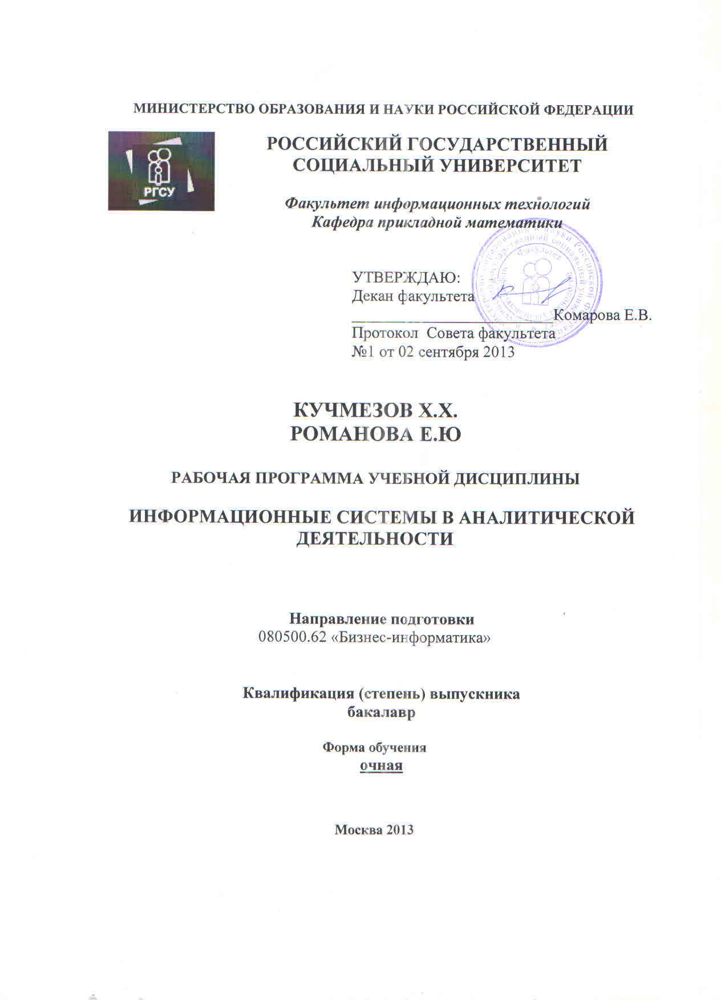 МИНИСТЕРСТВО ОБРАЗОВАНИЯ И НАУКИ РОССИЙСКОЙ ФЕДЕРАЦИИ
РГСУ
РОССИЙСКИЙ ГОСУДАРСТВЕННЫЙ
СОЦИАЛЬНЫЙ УНИВЕРСИТЕТ
Факультет информационных технологий
Кафедра прикладной математики
УТВЕРЖДАЮ:
Декан факультета
Комарова Е.В.
Протокол Совета факультета
№1 от 02 сентября 2013
Факультет
КУЧМЕЗОВ Х.Х.
РОМАНОВА Е.Ю
РАБОЧАЯ ПРОГРАММА УЧЕБНОЙ ДИСЦИПЛИНЫ
ИНФОРМАЦИОННЫЕ СИСТЕМЫ В АНАЛИТИЧЕСКОЙ
ДЕЯТЕЛЬНОСТИ
Направление подготовки
080500.62 «Бизнес-информатика»
Квалификация (степень) выпускника
бакалавр
Форма обучения
очная
Москва 2013